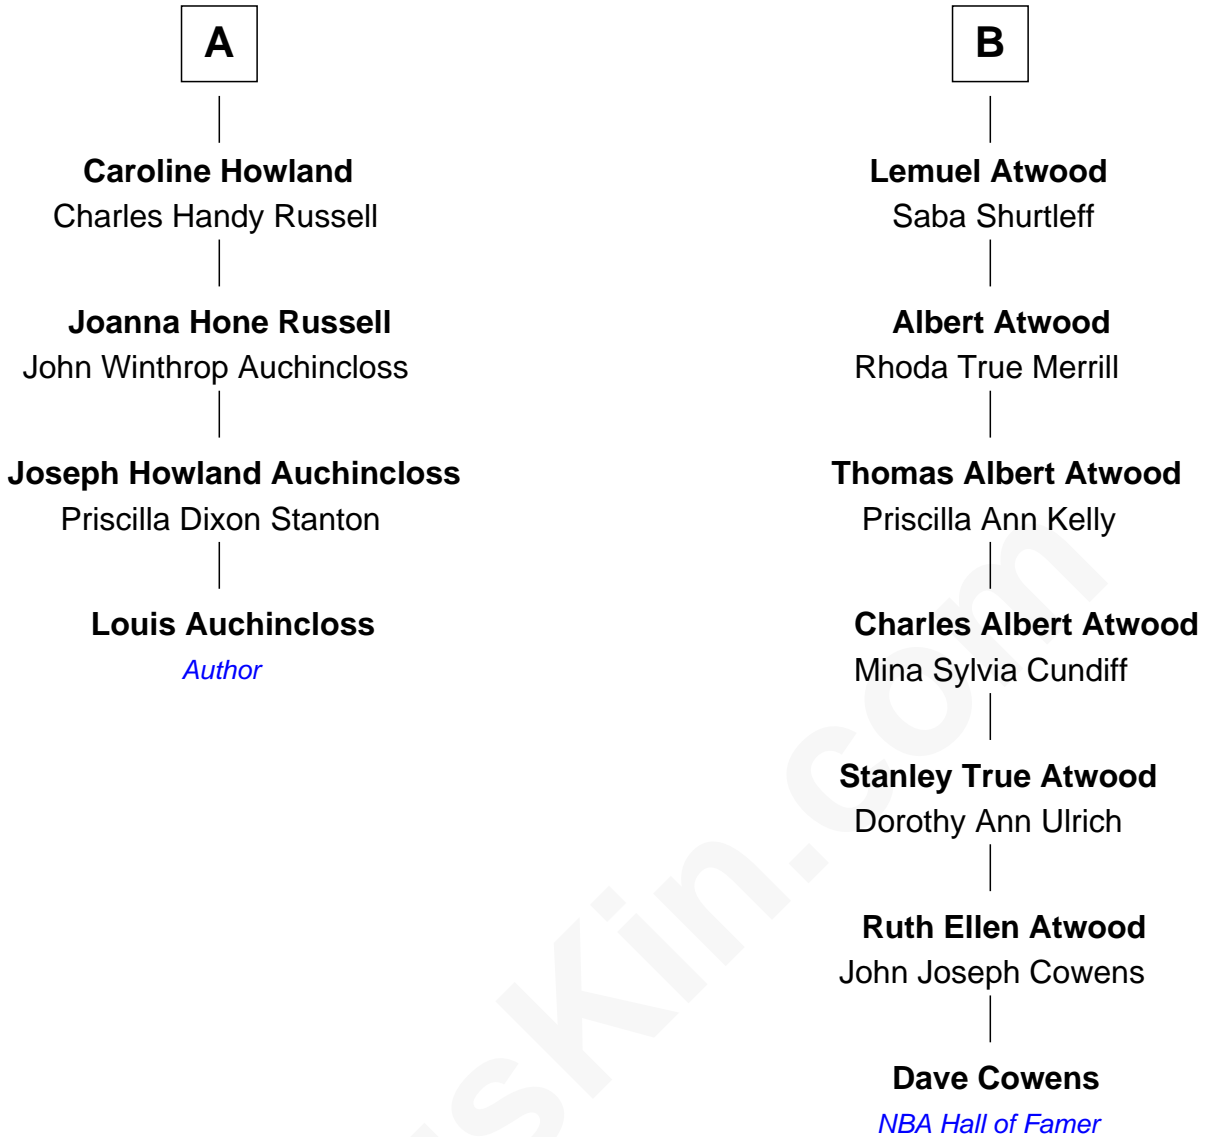 A
Caroline Howland
Charles Handy Russell
Joanna Hone Russell
John Winthrop Auchincloss
Joseph Howland Auchincloss
Priscilla Dixon Stanton
Louis Auchincloss
Author
B
Lemuel Atwood
Saba Shurtleff
Albert Atwood
Rhoda True Merrill
Thomas Albert Atwood
Priscilla Ann Kelly
Charles Albert Atwood
Mina Sylvia Cundiff
Stanley True Atwood
Dorothy Ann Ulrich
Ruth Ellen Atwood
John Joseph Cowens
Dave Cowens
NBA Hall of Famer
usKin.com